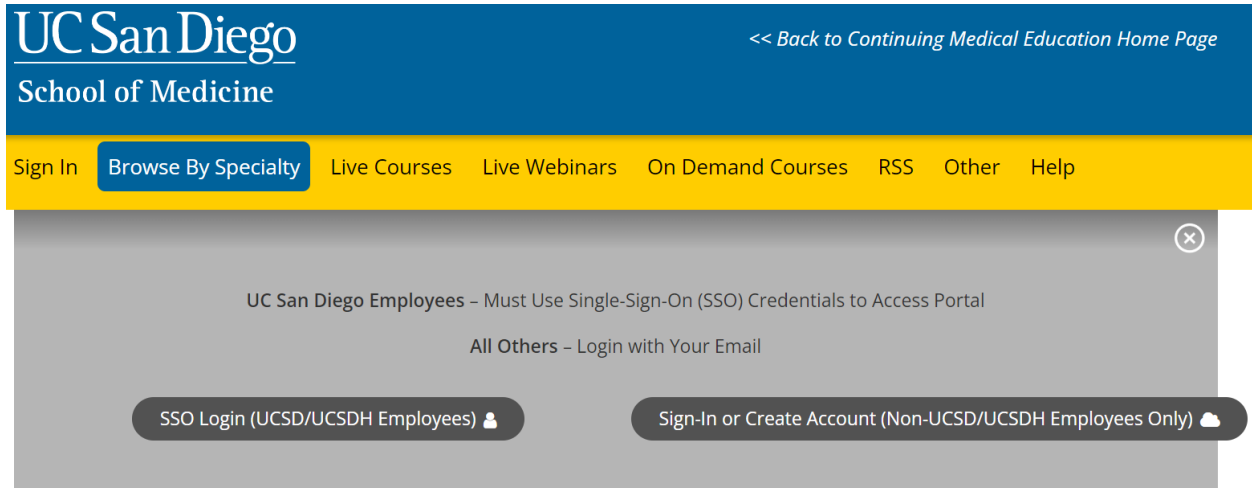 UC San Diego
<< Back to Continuing Medical Education Home Page
School of Medicine
Sign In Browse By Specialty Live Courses Live Webinars On Demand Courses RSS Other Help
UC San Diego Employees – Must Use Single-Sign-On (SSO) Credentials to Access Portal
All Others – Login with Your Email
SSO Login (UCSD/UCSDH Employees)
Sign-In or Create Account (Non-UCSD/UCSDH Employees Only)